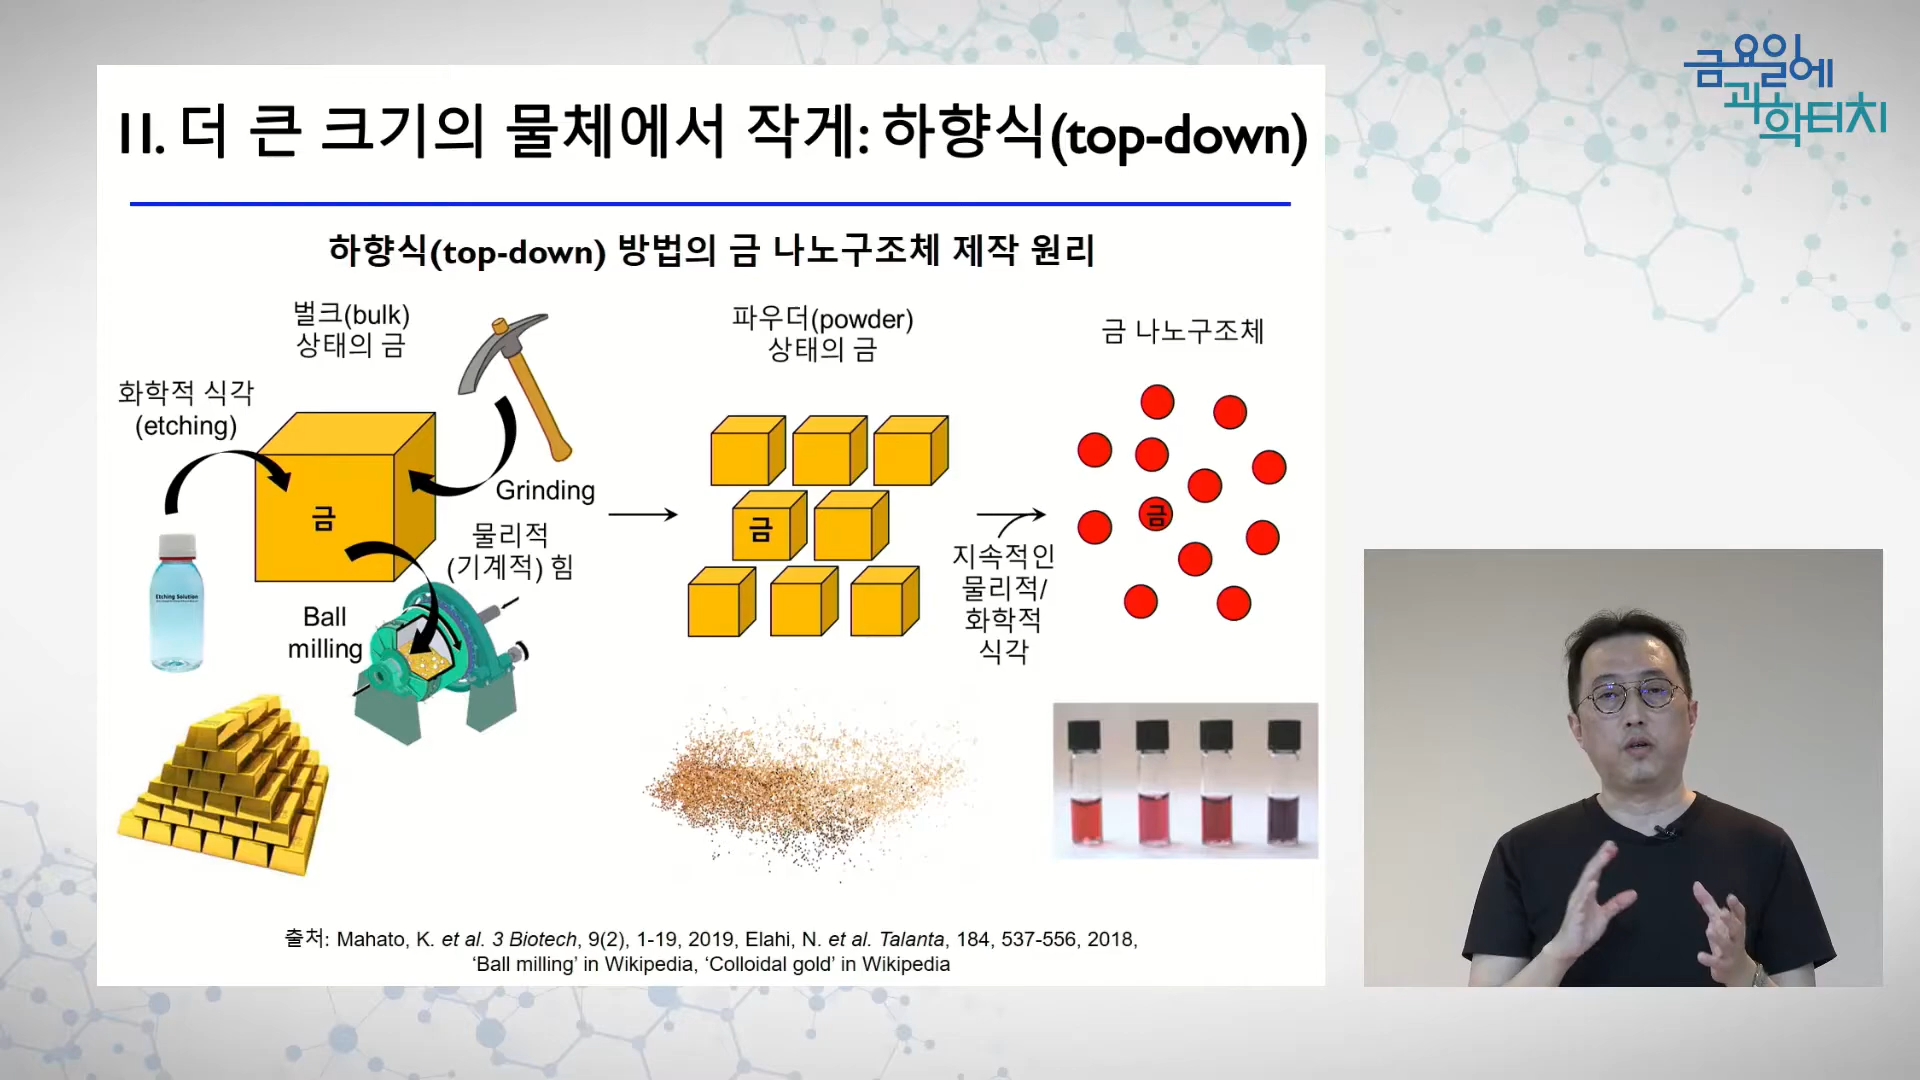 금요일에
과학터치
II. 더 큰 크기의 물체에서 작게: 하향식(top-down)
하향식(top-down) 방법의 금 나노구조체 제작 원리
벌크(bulk)
상태의 금
파우더(powder)
상태의 금
금 나노구조체
화학적 식각
(etching)
금
Grinding
물리적
(기계적) 힘
Ball
milling
Etching Solution
금
지속적인
물리적/
화학적
식각
금
출처: Mahato, K. et al. 3 Biotech, 9(2), 1-19, 2019, Elahi, N. et al. Talanta, 184, 537-556, 2018,
‘Ball milling’ in Wikipedia, ‘Colloidal gold’ in Wikipedia